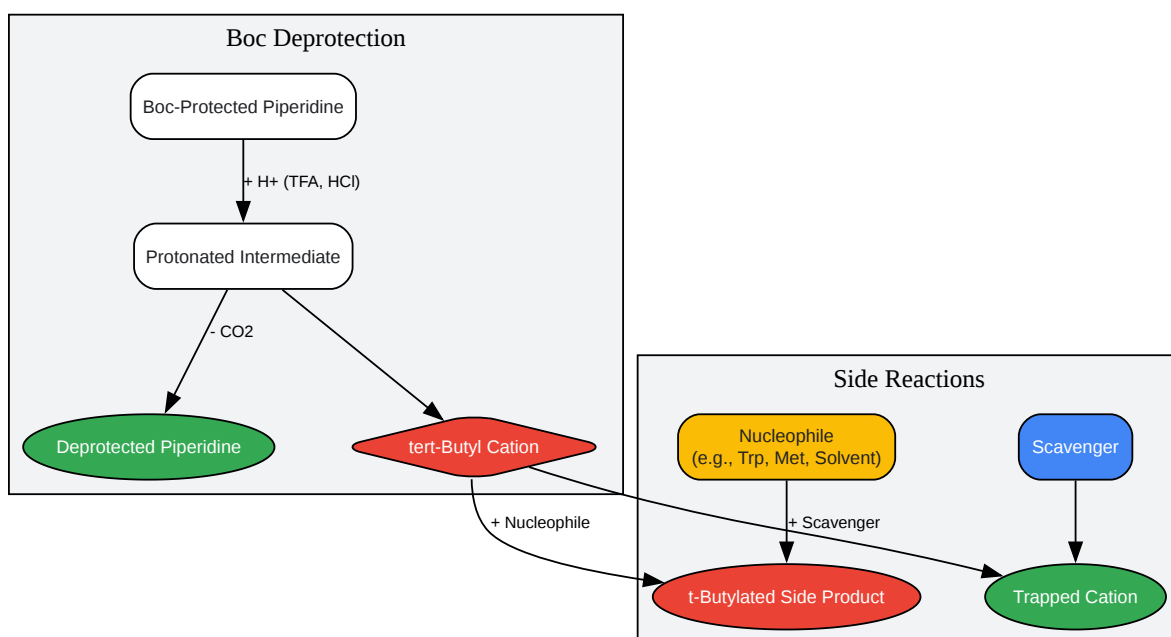 Boc Deprotection
Boc-Protected Piperidine
+ H+ (TFA, HCl)
Protonated Intermediate
- CO2
Deprotected Piperidine
tert-Butyl Cation
Side Reactions
Nucleophile
(e.g., Trp, Met, Solvent)
Scavenger
+ Nucleophile
+ Scavenger
t-Butylated Side Product
Trapped Cation